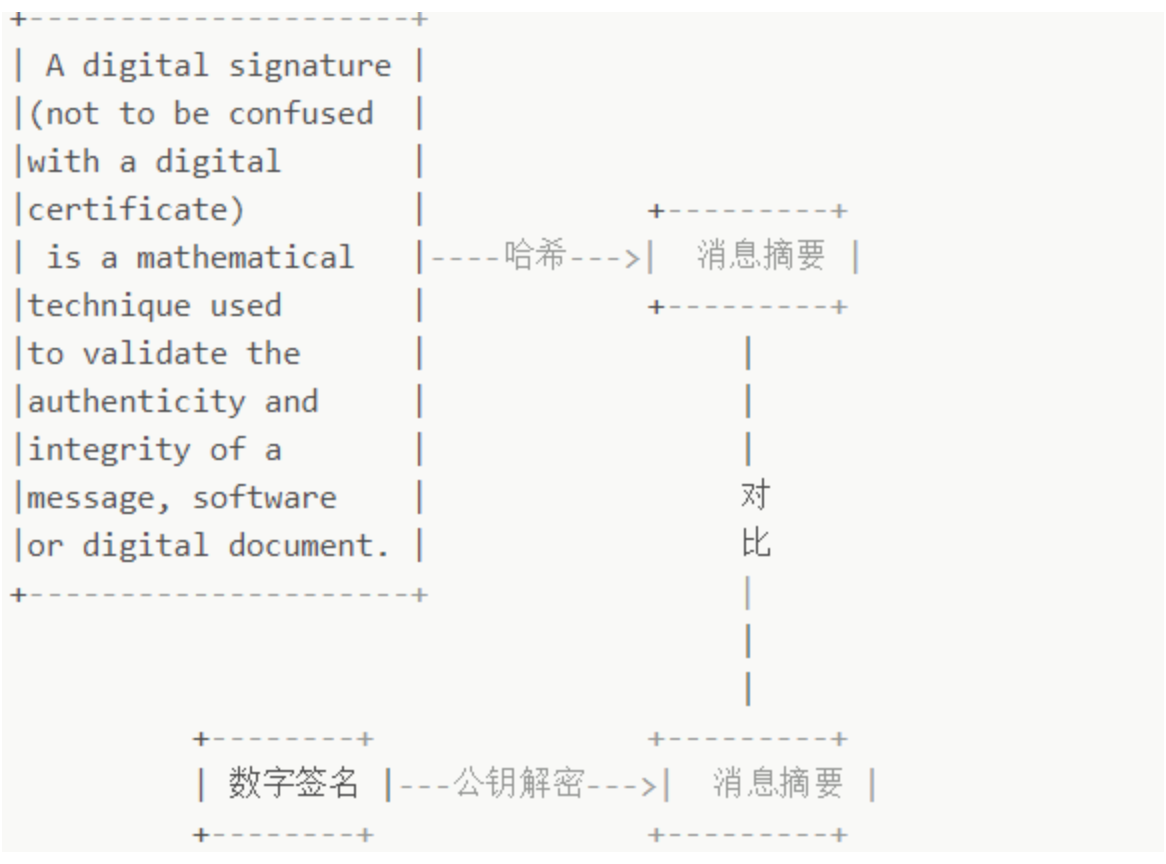 +---------------------+
| A digital signature |
|(not to be confused  |
|with a digital       |
|certificate)         |            +---------+
| is a mathematical   |----哈希--->|  消息摘要 |
|technique used       |            +---------+
|to validate the      |                 |
|authenticity and     |                 |
|integrity of a       |                 |
|message, software    |                 对
|or digital document. |                 比
+---------------------+                 |
                                        |
                                        |
          +--------+               +---------+
          | 数字签名 |---公钥解密--->|  消息摘要 |
          +--------+               +---------+